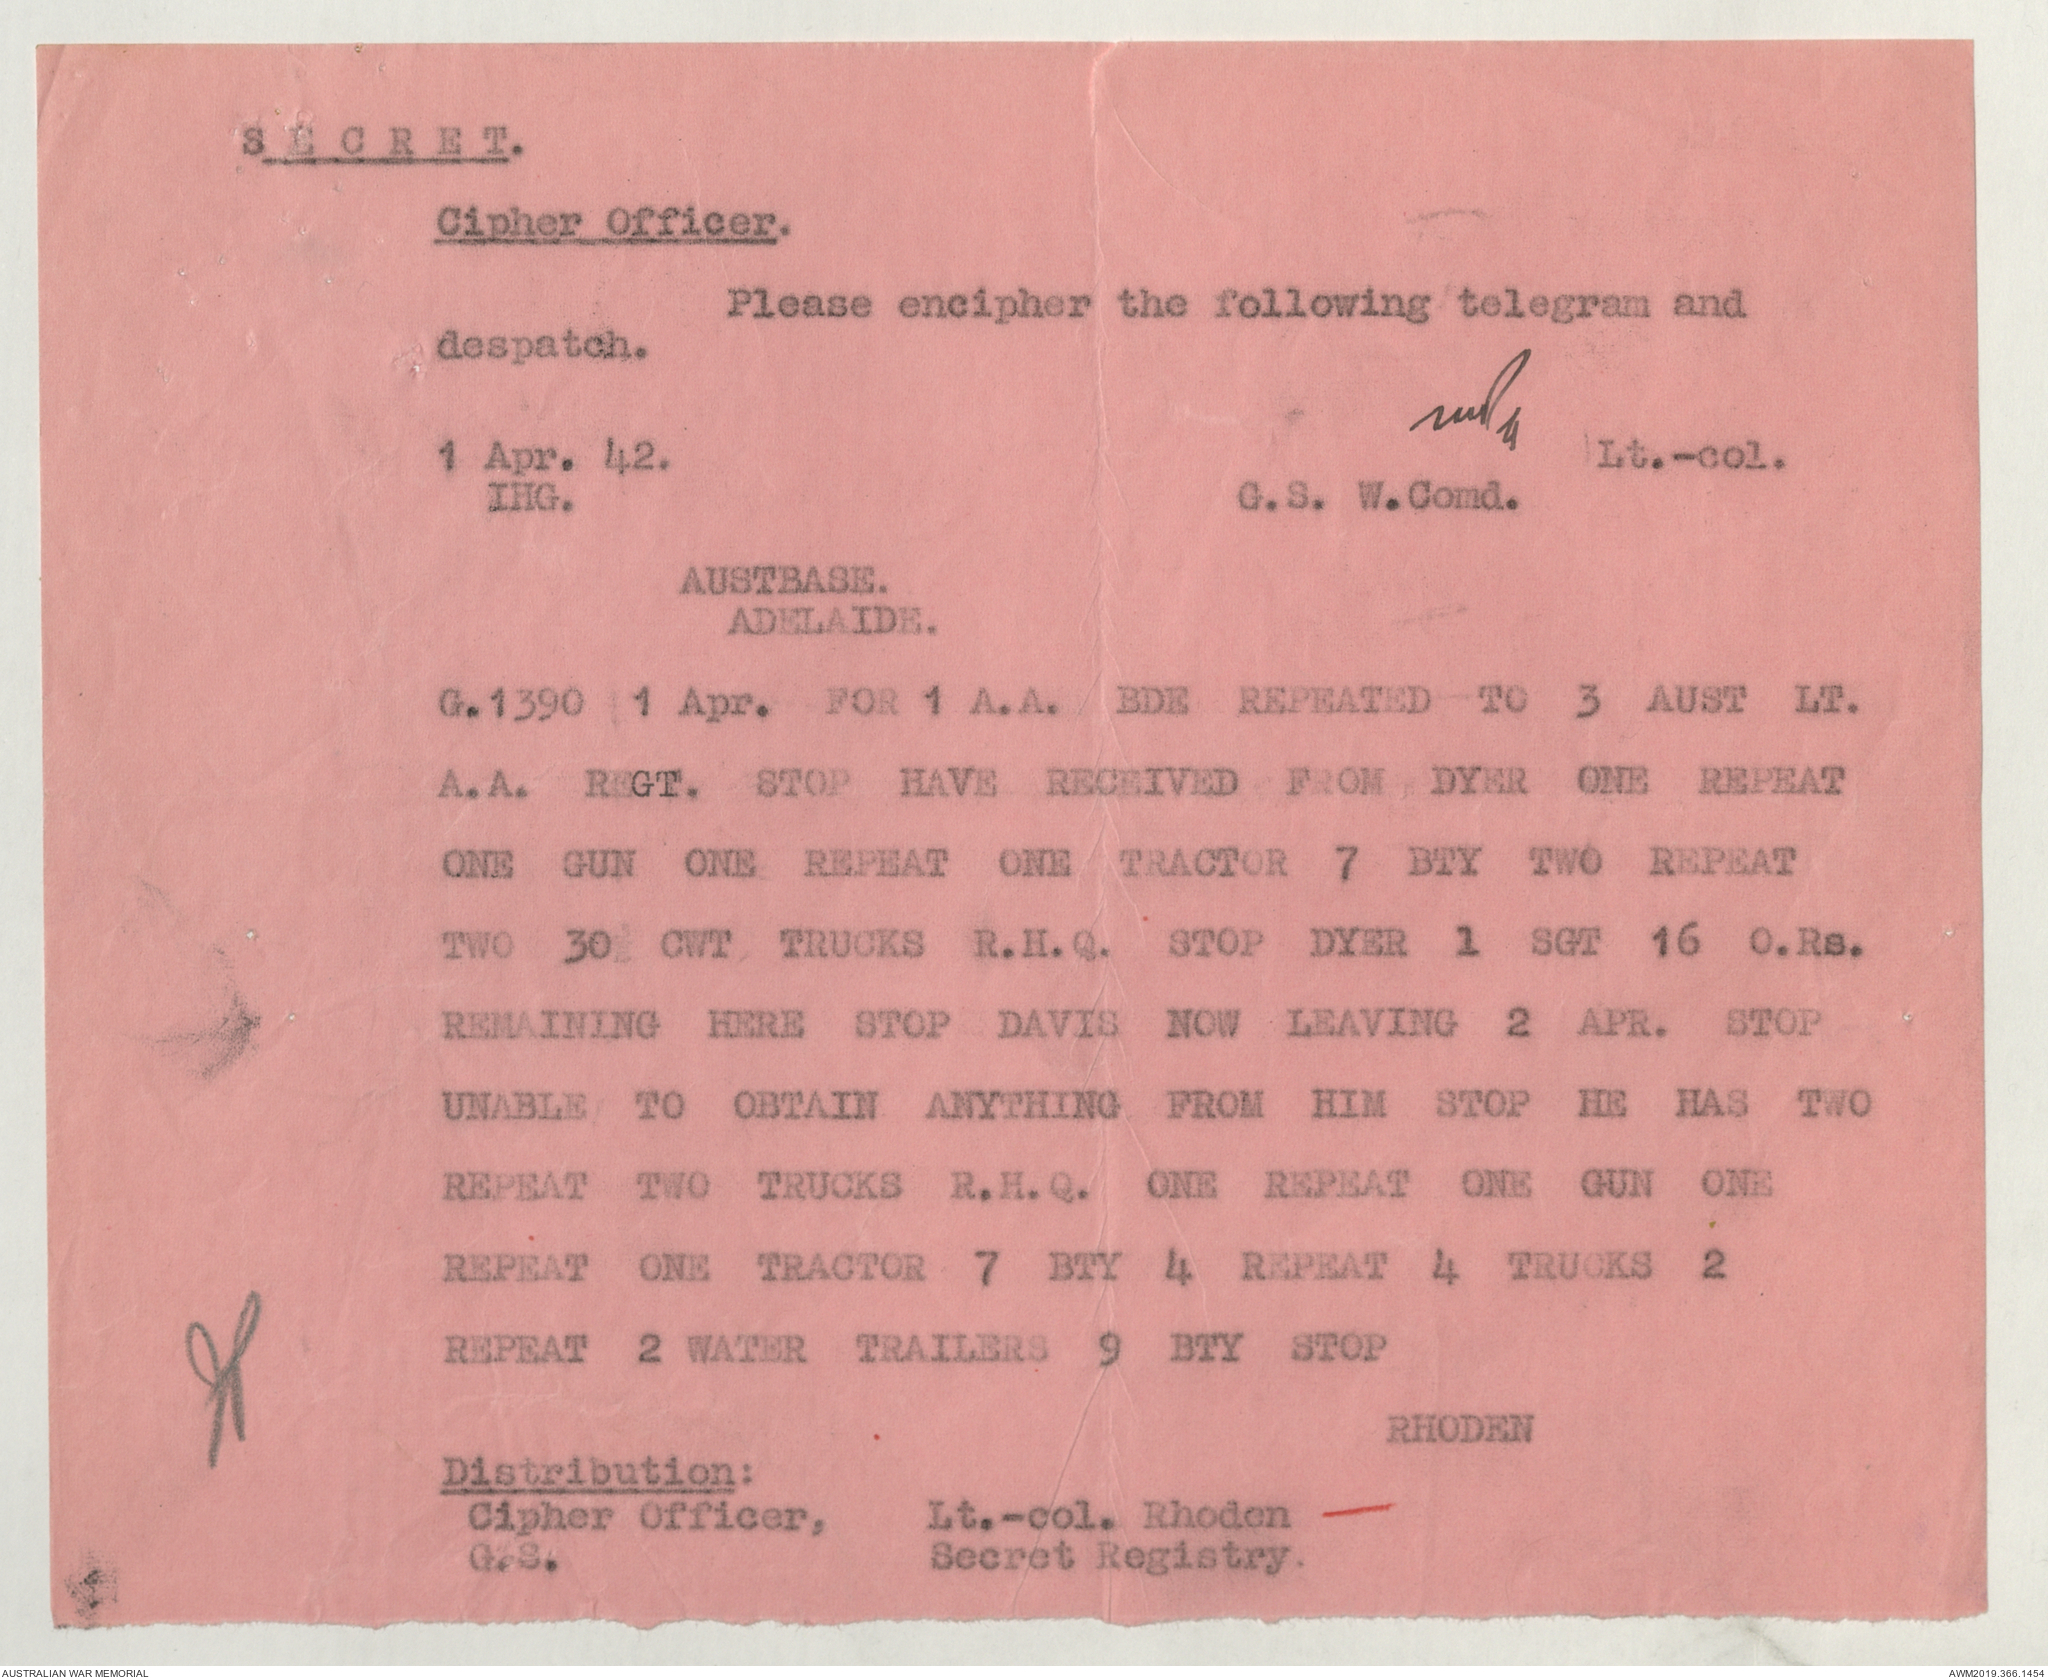 SECRET.
Cipher Officer.
Please encipher the following telegram and
despatch.
Lt.-col.
1 Apr. 42.
IHG.
G.S. W.Comd.
AUSTBASE.
ADELAIDE.
G.1390 1 Apr. FOR 1 A.A. BDE REPEATED TO 3 AUST LT.
A.A. REGT. STOP HAVE RECEIVED FROM DYER ONE REPEAT
ONE GUN ONE REPEAT ONE TRACTOR 7 BTY TWO REPEAT
TWO 30 CWT TRUCKS R.H.Q. STOP DYER 1 SGT 16 O.Rs.
REMAINING HERE STOP DAVIS NOW LEAVING 2 APR. STOP
UNABLE TO OBTAIN ANYTHING FROM HIM STOP HE HAS TWO
REPEAT TWO TRUCKS R.H.Q. ONE REPEAT ONE GUN ONE
REPEAT ONE TRACTOR 7 BTY 4 REPEAT 4 TRUCKS 2
REPEAT 2 WATER TRAILERS 9 BTY STOP
RHODEN
Distribution:
Cipher Officer, Lt.-col. Rhoden
G.S. Secret Registry.
AUSTRALIAN WAR MEMORIAL
AWM2019.366.1454